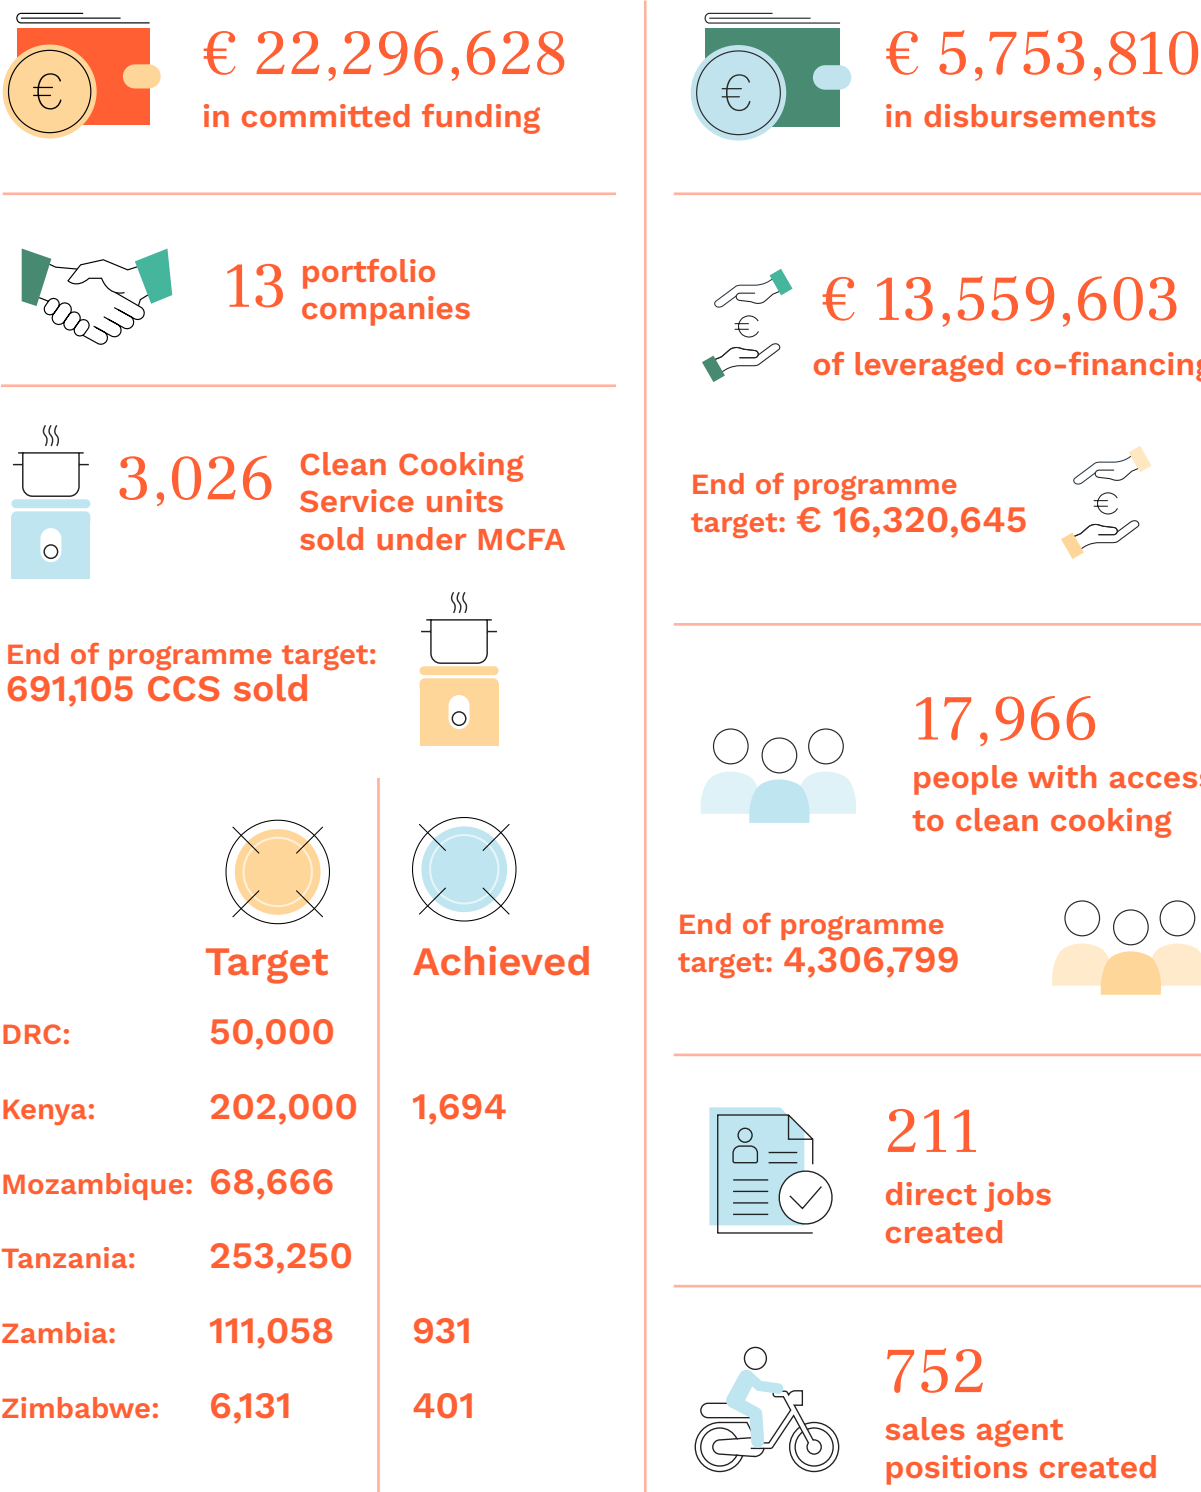 € 22,296,628
in committed funding
13 portfolio
companies
3,026 Clean Cooking
Service units
sold under MCFA
End of programme target:
691,105 CCS sold
Target Achieved
DRC: 50,000
Kenya: 202,000 1,694
Mozambique: 68,666
Tanzania: 253,250
Zambia: 111,058 931
Zimbabwe: 6,131 401
€ 5,753,810
in disbursements
€ 13,559,603
of leveraged co-financing
End of programme
target: € 16,320,645
17,966
people with access
to clean cooking
End of programme
target: 4,306,799
211
direct jobs
created
752
sales agent
positions created